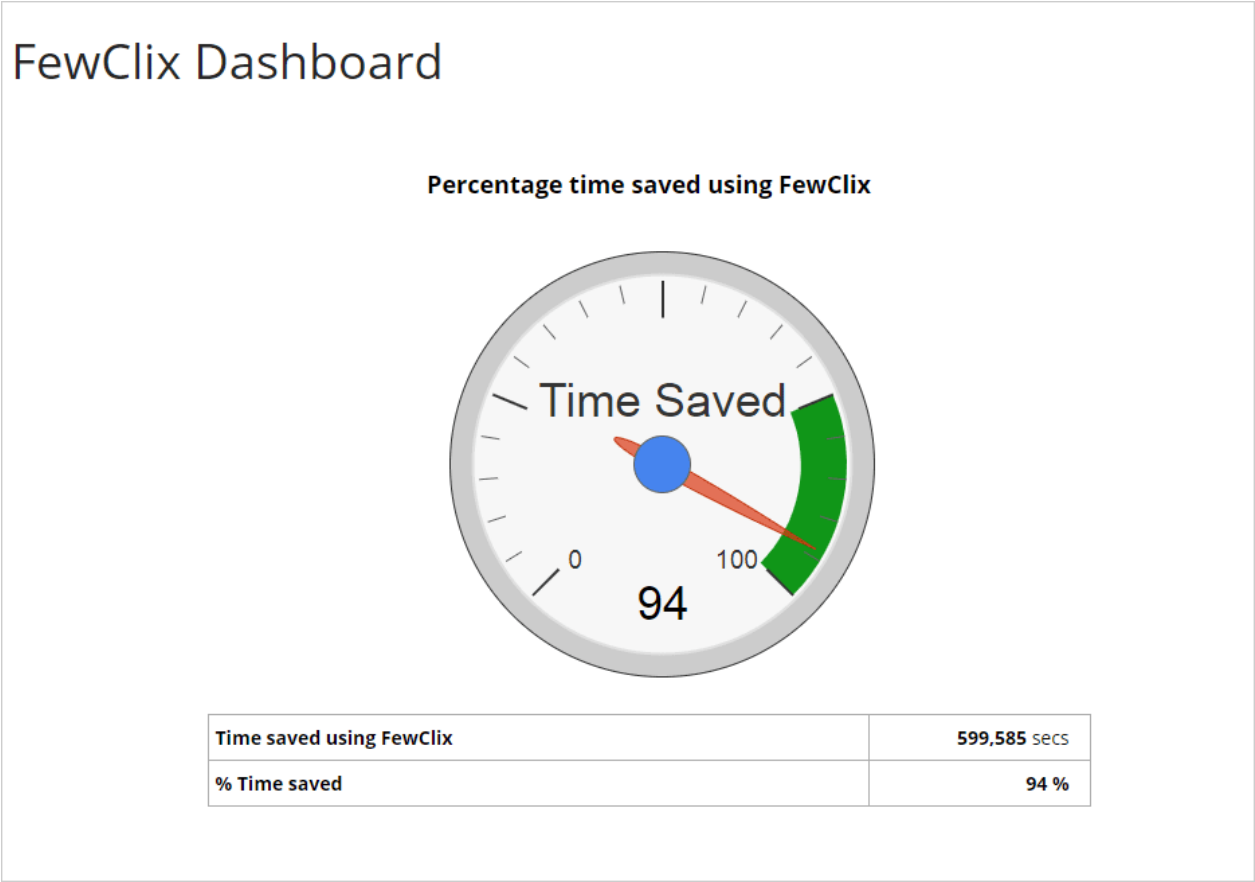 FewClix Dashboard
Percentage time saved using FewClix
Time Saved
0 100
94
Time saved using FewClix 599,585 secs
% Time saved 94 %